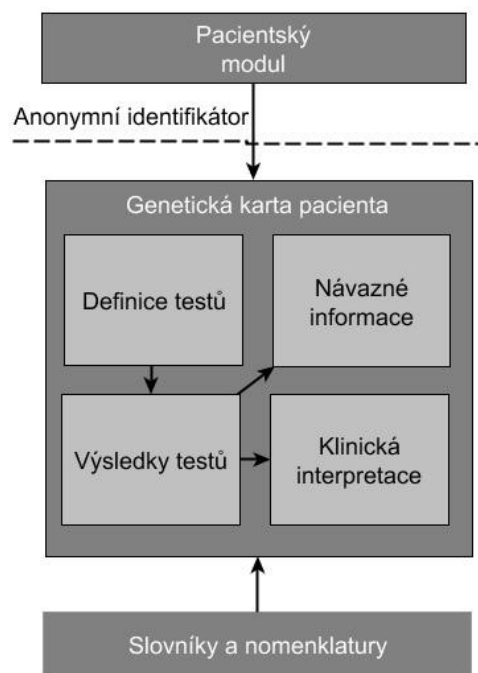 Pacientský
modul
Anonymní identifikátor
Genetická karta pacienta
Definice testů
Návazné
informace
Výsledky testů
Klinická
interpretace
Slovníky a nomenklatury